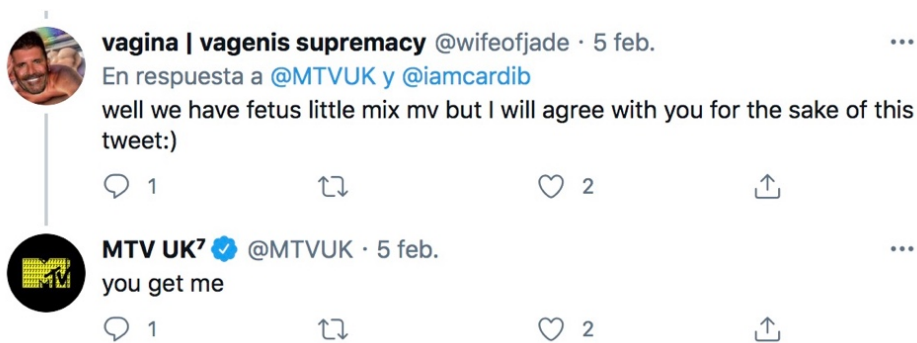 vagina | vagenis supremacy @wifeofjade · 5 feb.
En respuesta a @MTVUK y @iamcardib
well we have fetus little mix mv but I will agree with you for the sake of this
tweet:)
1 2
MTV UK⁷ @MTVUK · 5 feb.
you get me
1 2